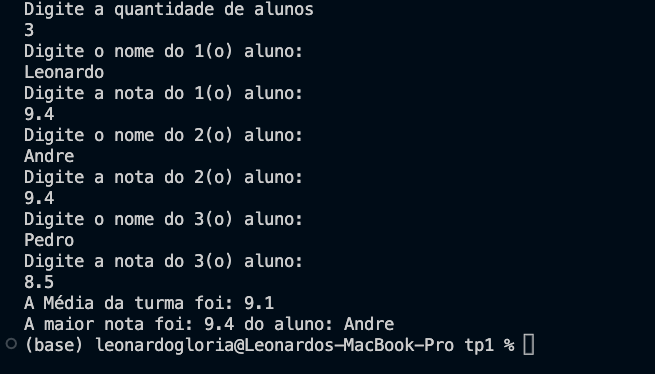 Digite a quantidade de alunos
3
Digite o nome do 1(o) aluno:
Leonardo
Digite a nota do 1(o) aluno:
9.4
Digite o nome do 2(o) aluno:
Andre
Digite a nota do 2(o) aluno:
9.4
Digite o nome do 3(o) aluno:
Pedro
Digite a nota do 3(o) aluno:
8.5
A Média da turma foi: 9.1
A maior nota foi: 9.4 do aluno: Andre
(base) leonardogloria@Leonardos-MacBook-Pro tp1 %